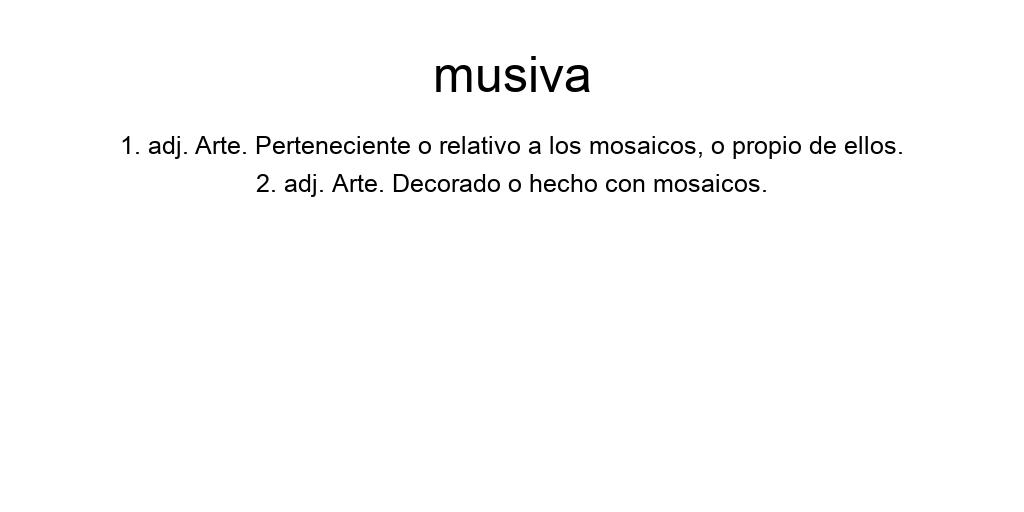 musiva
1. adj. Arte. Perteneciente o relativo a los mosaicos, o propio de ellos.
2. adj. Arte. Decorado o hecho con mosaicos.